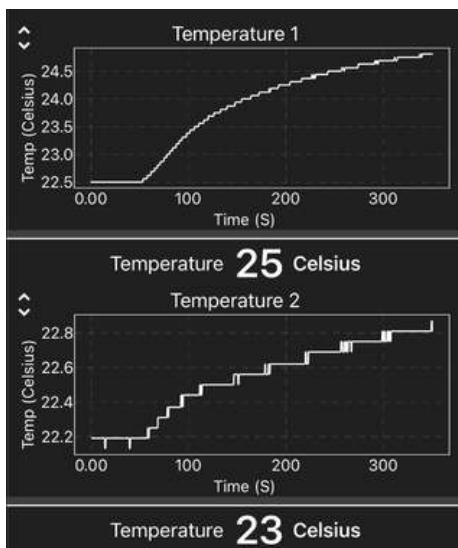 Temperature 1
Temp (Celsius)
24.5
24.0
23.5
23.0
22.5
0.00 100 200 300
Time (S)
Temperature 25 Celsius
Temperature 2
Temp (Celsius)
22.8
22.6
22.4
22.2
0.00 100 200 300
Time (S)
Temperature 23 Celsius